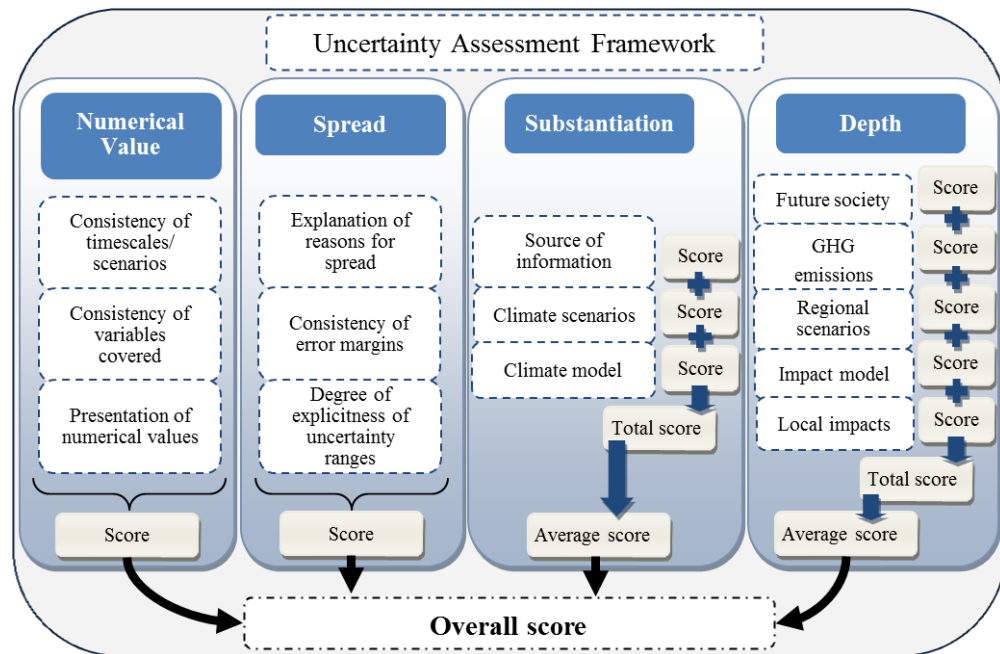 Uncertainty Assessment Framework
Numerical
Value
Consistency of
timescales/
scenarios
Consistency of
variables
covered
Presentation of
numerical values
Score
Spread
Explanation of
reasons for
spread
Consistency of
error margins
Degree of
explicitness of
uncertainty
ranges
Score
Substantiation
Source of
information
Score
Climate scenarios
Score
Climate model
Score
Total score
Average score
Depth
Future society
Score
GHG
emissions
Score
Regional
scenarios
Score
Impact model
Score
Local impacts
Score
Total score
Average score
Overall score